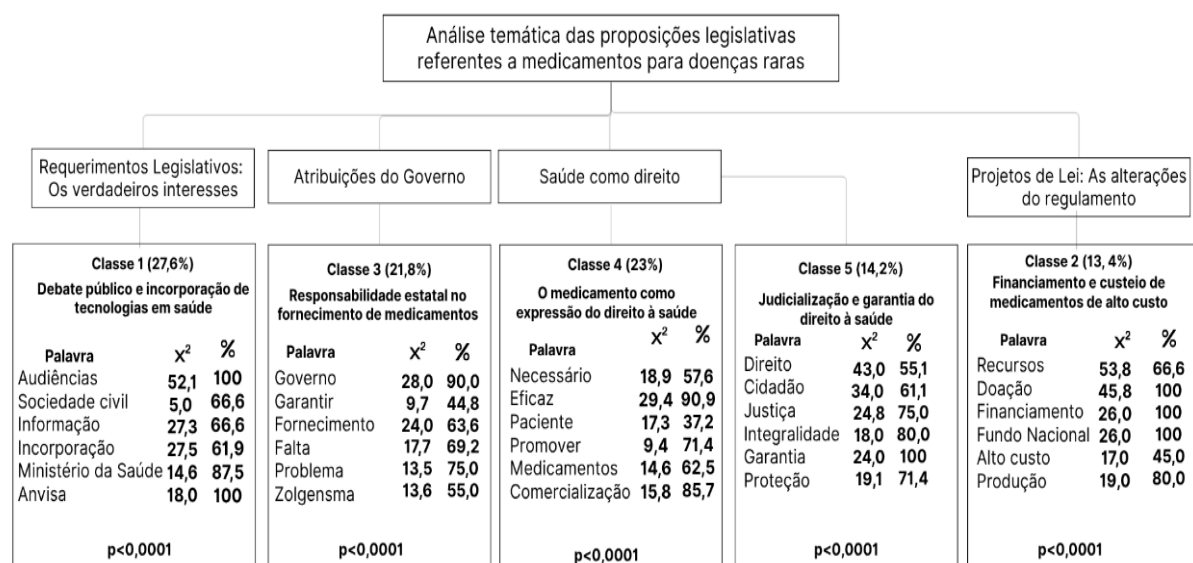 Análise temática das proposições legislativas
referentes a medicamentos para doenças raras
Requerimentos Legislativos:
Os verdadeiros interesses
Atribuições do Governo
Saúde como direito
Projetos de Lei: As alterações
do regulamento
Classe 1 (27,6%)
Debate público e incorporação de
tecnologias em saúde
Palavra x² %
Audiências 52,1 100
Sociedade civil 5,0 66,6
Informação 27,3 66,6
Incorporação 27,5 61,9
Ministério da Saúde 14,6 87,5
Anvisa 18,0 100
p<0,0001
Classe 3 (21,8%)
Responsabilidade estatal no
fornecimento de medicamentos
Palavra x² %
Governo 28,0 90,0
Garantir 9,7 44,8
Fornecimento 24,0 63,6
Falta 17,7 69,2
Problema 13,5 75,0
Zolgensma 13,6 55,0
p<0,0001
Classe 4 (23%)
O medicamento como
expressão do direito à saúde
Palavra x² %
Necessário 18,9 57,6
Eficaz 29,4 90,9
Paciente 17,3 37,2
Promover 9,4 71,4
Medicamentos 14,6 62,5
Comercialização 15,8 85,7
p<0,0001
Classe 5 (14,2%)
Judicialização e garantia do
direito à saúde
Palavra x² %
Direito 43,0 55,1
Cidadão 34,0 61,1
Justiça 24,8 75,0
Integralidade 18,0 80,0
Garantia 24,0 100
Proteção 19,1 71,4
p<0,0001
Classe 2 (13, 4%)
Financiamento e custeio de
medicamentos de alto custo
Palavra x² %
Recursos 53,8 66,6
Doação 45,8 100
Financiamento 26,0 100
Fundo Nacional 26,0 100
Alto custo 17,0 45,0
Produção 19,0 80,0
p<0,0001